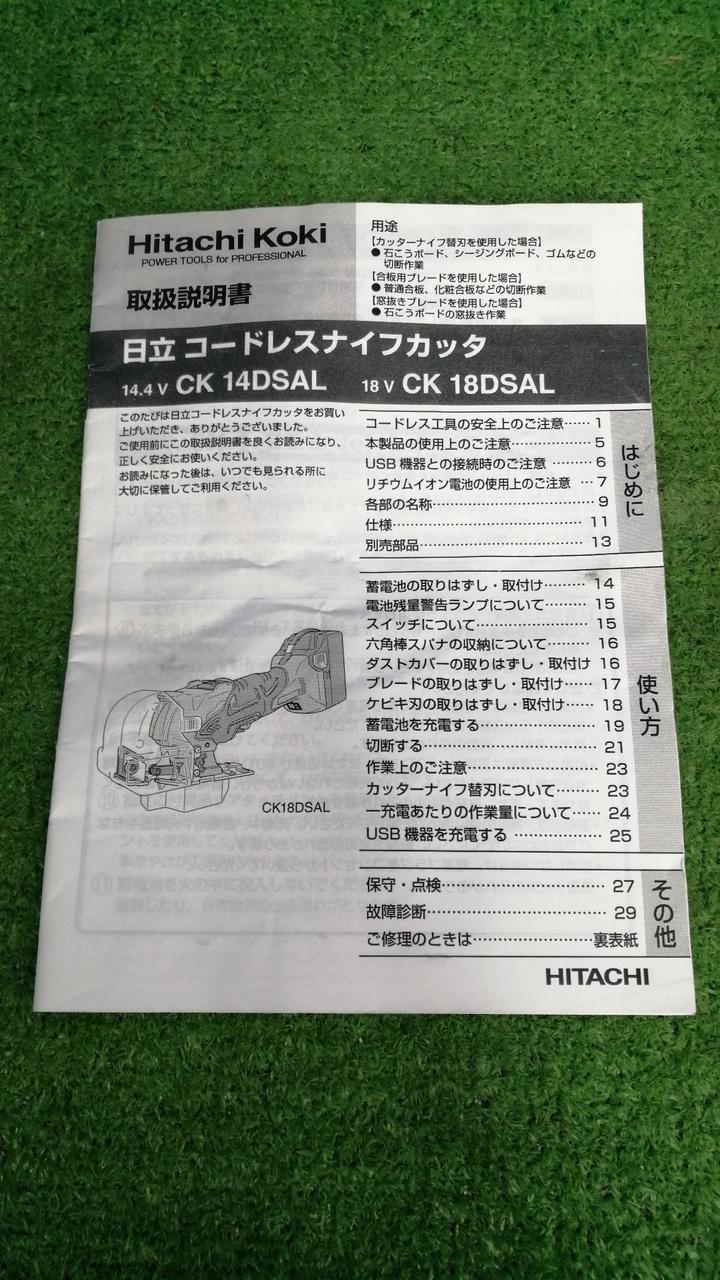 Hitachi Koki
POWER TOOLS for PROFESSIONAL
取扱説明書
用途
【カッターナイフ替刃を使用した場合】
● 石こうボード、シージングボード、ゴムなどの
切断作業
【合板用ブレードを使用した場合】
● 普通合板、化粧合板などの切断作業
【窓抜きブレードを使用した場合】
● 石こうボードの窓抜き作業
日立 コードレスナイフカッタ
14.4 V CK 14DSAL 18 V CK 18DSAL
このたびは日立コードレスナイフカッタをお買い
上げいただき、ありがとうございました。
ご使用前にこの取扱説明書を良くお読みになり、
正しく安全にお使いください。
お読みになった後は、いつでも見られる所に
大切に保管してご利用ください。
CK18DSAL
はじめに
コードレス工具の安全上のご注意…… 1
本製品の使用上のご注意…………… 5
USB 機器との接続時のご注意 ……… 6
リチウムイオン電池の使用上のご注意 … 7
各部の名称…………………………… 9
仕様………………………………… 11
別売部品…………………………… 13
使い方
蓄電池の取りはずし・取付け……… 14
電池残量警告ランプについて……… 15
スイッチについて………………… 15
六角棒スパナの収納について……… 16
ダストカバーの取りはずし・取付け 16
ブレードの取りはずし・取付け…… 17
ケビキ刃の取りはずし・取付け…… 18
蓄電池を充電する………………… 19
切断する…………………………… 21
作業上のご注意…………………… 23
カッターナイフ替刃について……… 23
一充電あたりの作業量について…… 24
USB 機器を充電する ……………… 25
その他
保守・点検………………………… 27
故障診断…………………………… 29
ご修理のときは………………… 裏表紙
HITACHI